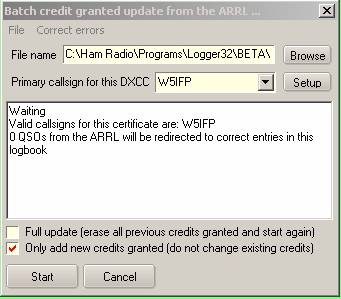 Batch credit granted update from the ARRL ...
File Correct errors
File name C:\Ham Radio\Programs\Logger32\BETA\ Browse
Primary callsign for this DXCC W5IFP Setup
Waiting
Valid callsigns for this certificate are: W5IFP
0 QSOs from the ARRL will be redirected to correct entries in this
logbook
Full update (erase all previous credits granted and start again)
Only add new credits granted (do not change existing credits)
Start Cancel